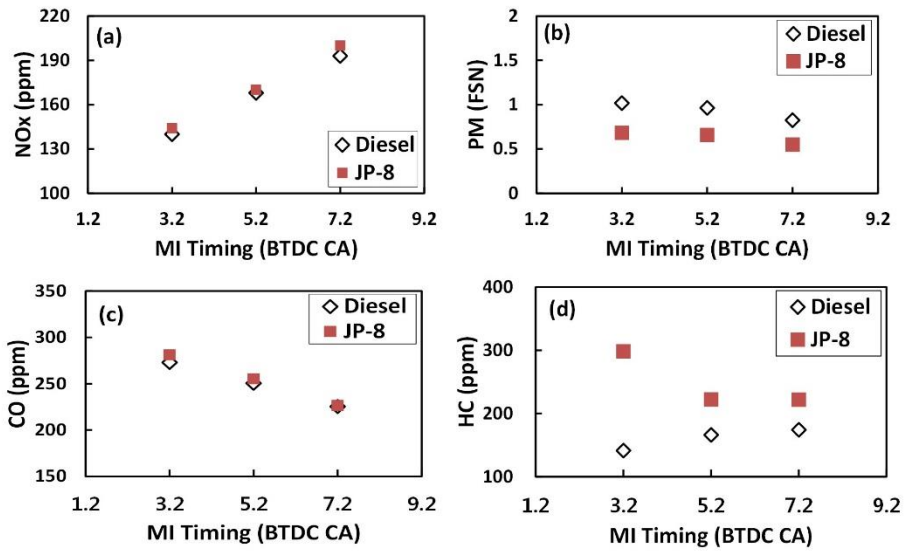 (a)
NOx (ppm)
220
190
160
130
100
Diesel
JP-8
1.2 3.2 5.2 7.2 9.2
MI Timing (BTDC CA)
(b)
PM (FSN)
2
1.5
1
0.5
0
Diesel
JP-8
1.2 3.2 5.2 7.2 9.2
MI Timing (BTDC CA)
(c)
CO (ppm)
350
300
250
200
150
Diesel
JP-8
1.2 3.2 5.2 7.2 9.2
MI Timing (BTDC CA)
(d)
HC (ppm)
400
300
200
100
Diesel
JP-8
1.2 3.2 5.2 7.2 9.2
MI Timing (BTDC CA)